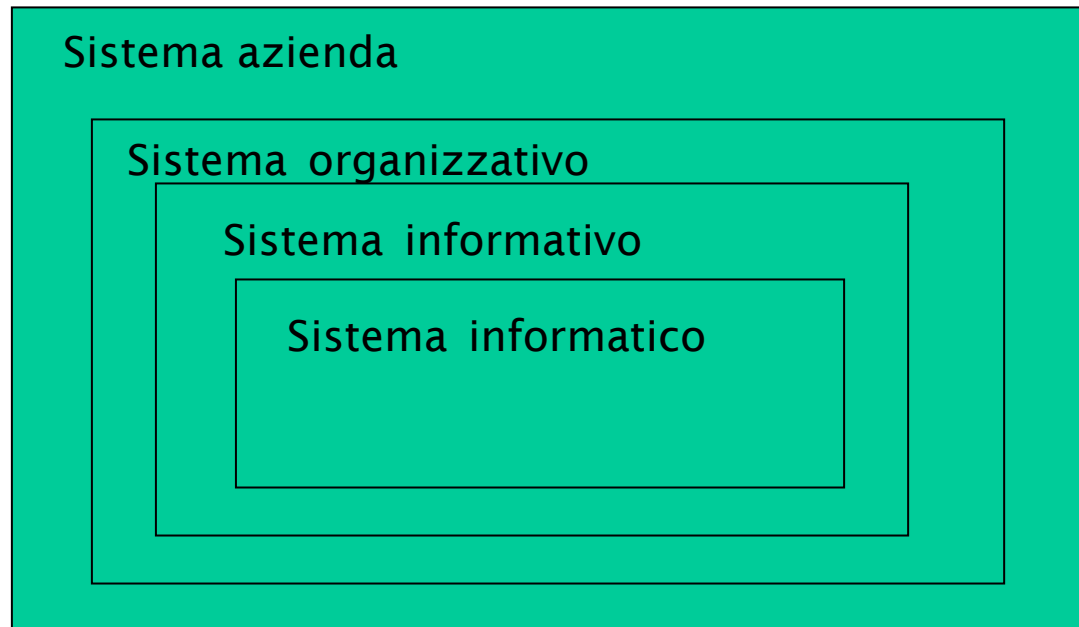 Sistema azienda
Sistema organizzativo
Sistema informativo
Sistema informatico